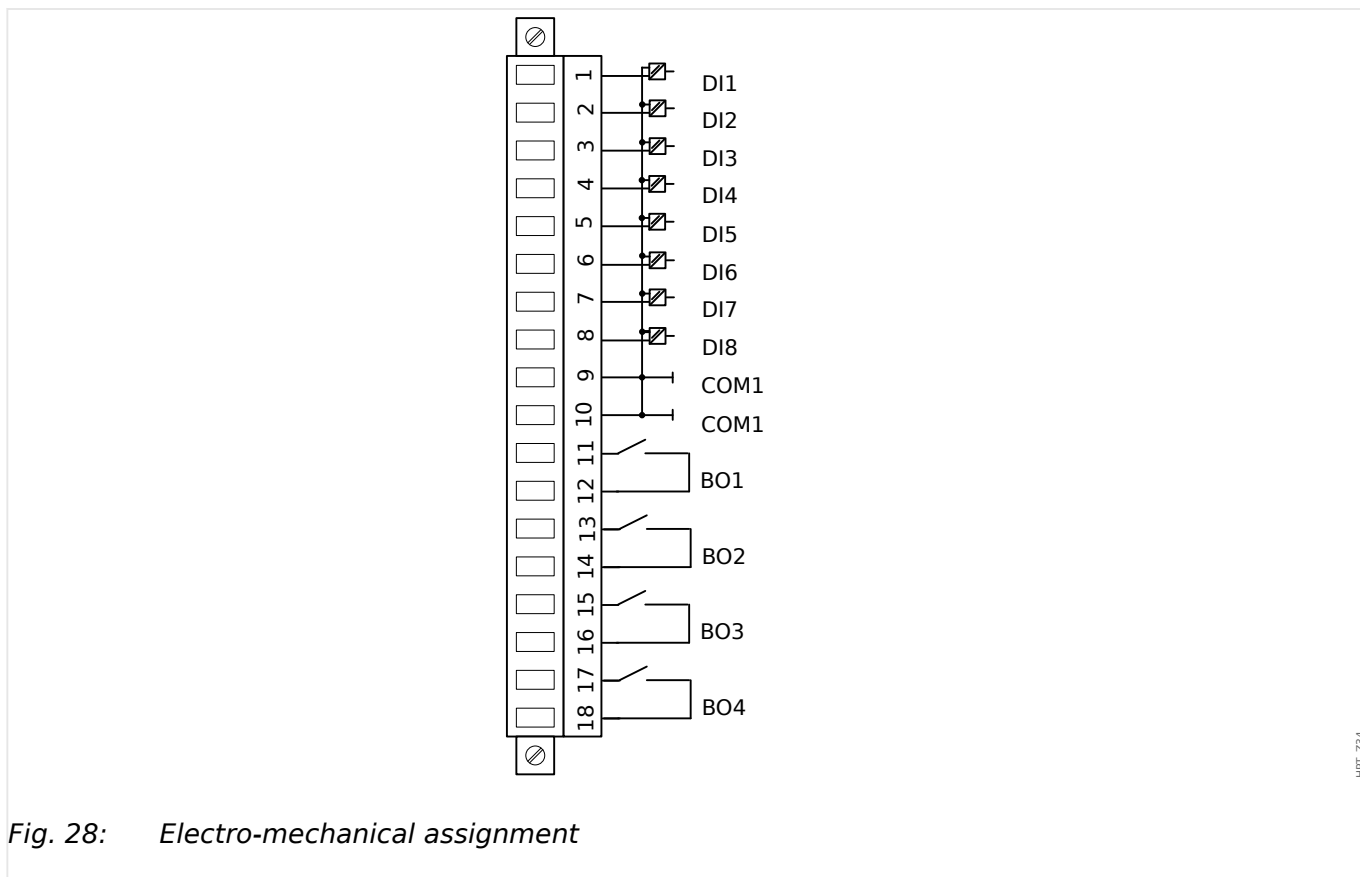 1 DI1
2 DI2
3 DI3
4 DI4
5 DI5
6 DI6
7 DI7
8 DI8
9 COM1
10 COM1
11
BO1
12
13
BO2
14
15
BO3
16
17
BO4
18
Fig. 28: Electro-mechanical assignment